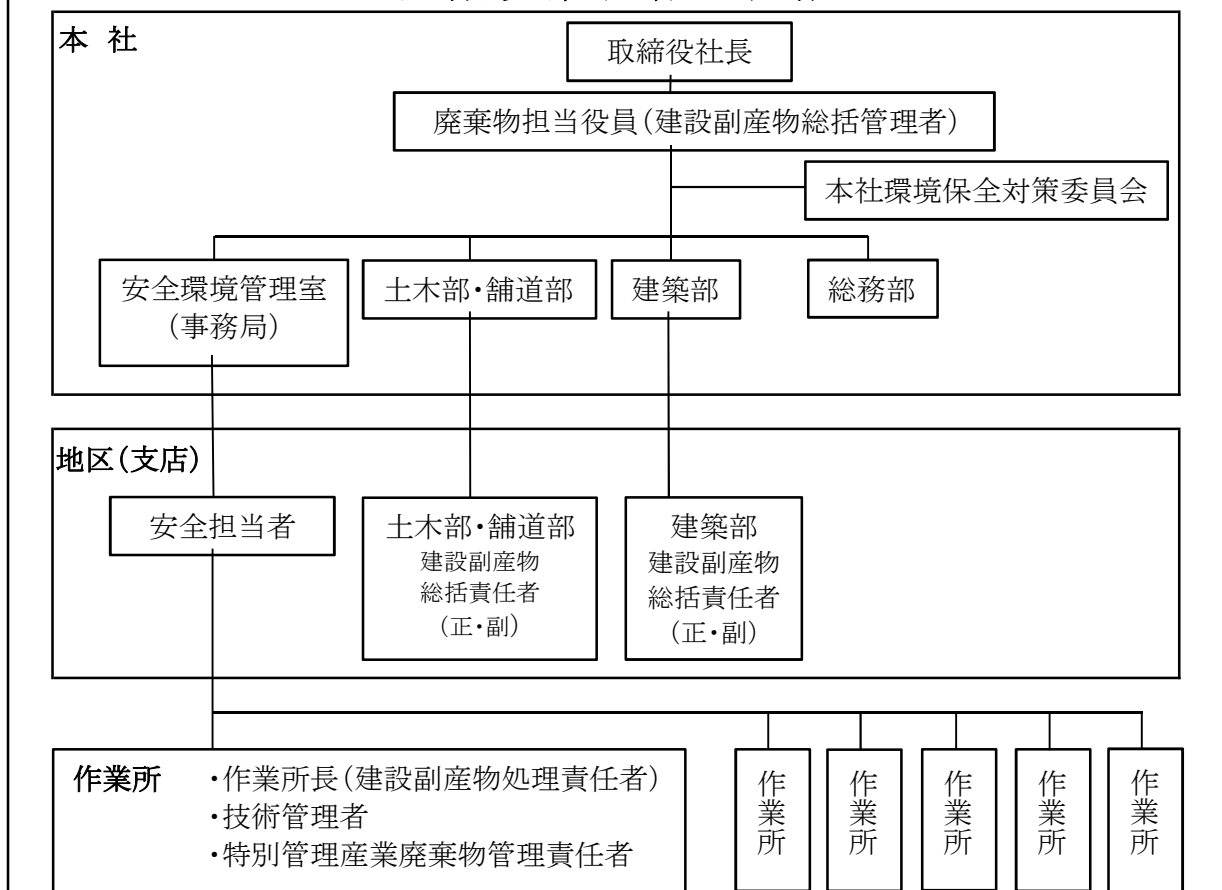 本 社
取締役社長
廃棄物担当役員(建設副産物総括管理者)
本社環境保全対策委員会
安全環境管理室
(事務局)
土木部・舗道部
建築部
総務部
地区(支店)
安全担当者
土木部・舗道部
建設副産物
総括責任者
(正・副)
建築部
建設副産物
総括責任者
(正・副)
作業所
・作業所長(建設副産物処理責任者)
・技術管理者
・特別管理産業廃棄物管理責任者
作業所
作業所
作業所
作業所
作業所